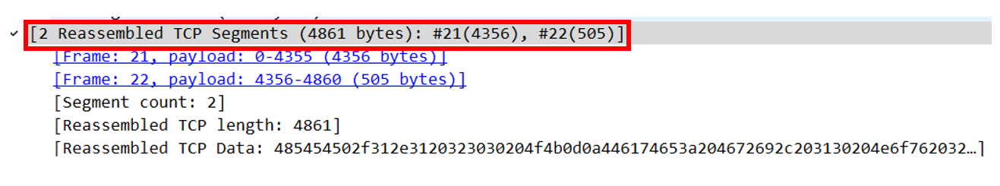 [2 Reassembled TCP Segments (4861 bytes): #21(4356), #22(505)]
[Frame: 21, payload: 0-4355 (4356 bytes)]
[Frame: 22, payload: 4356-4860 (505 bytes)]
[Segment count: 2]
[Reassembled TCP length: 4861]
[Reassembled TCP Data: 485454502f312e3120323030204f4b0d0a446174653a204672692c203130204e6f762032…]